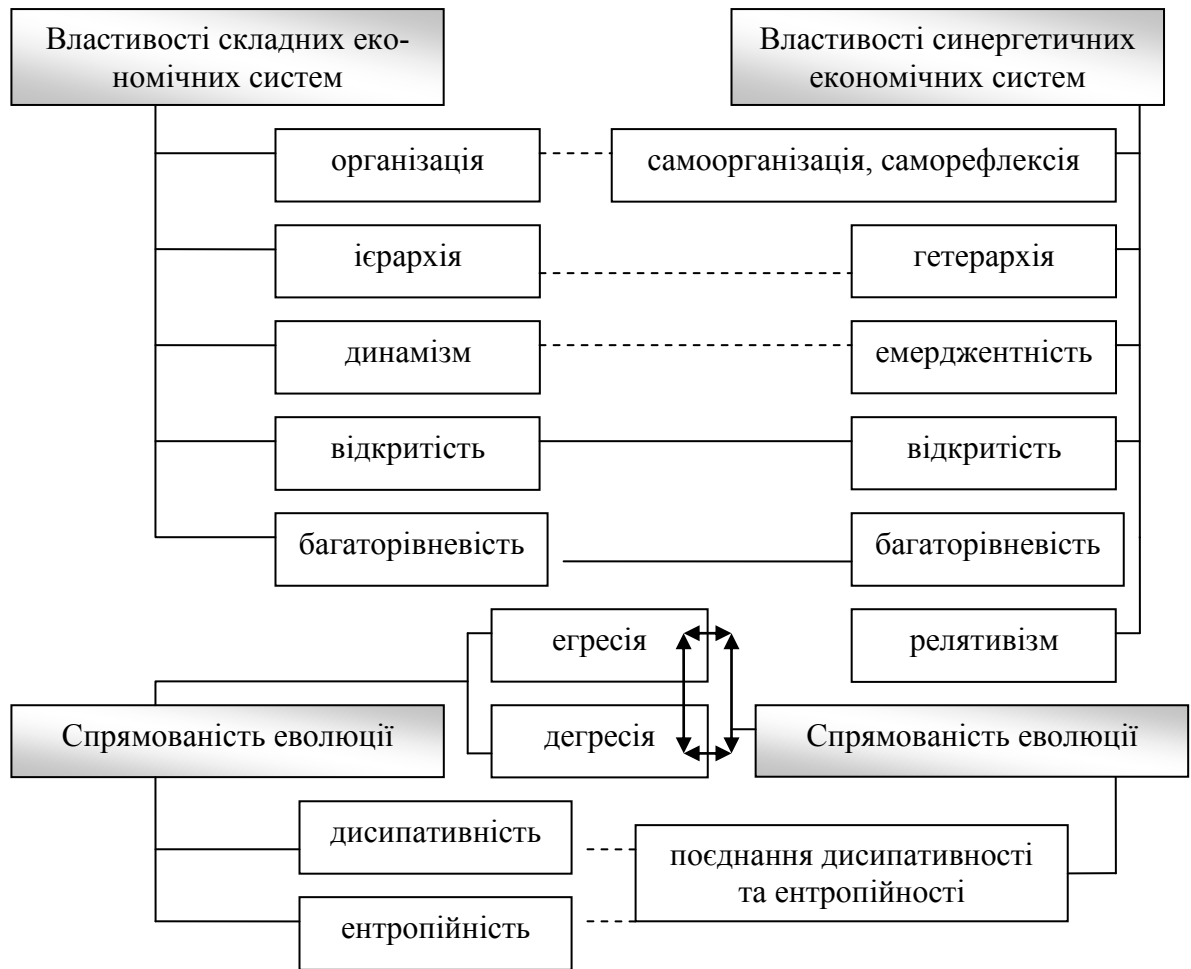 Властивості складних еко-
номічних систем
Властивості синергетичних
економічних систем
організація
самоорганізація, саморефлексія
ієрархія
гетерархія
динамізм
емерджентність
відкритість
відкритість
багаторівневість
багаторівневість
егресія
релятивізм
Спрямованість еволюції
дегресія
Спрямованість еволюції
дисипативність
поєднання дисипативності
та ентропійності
ентропійність